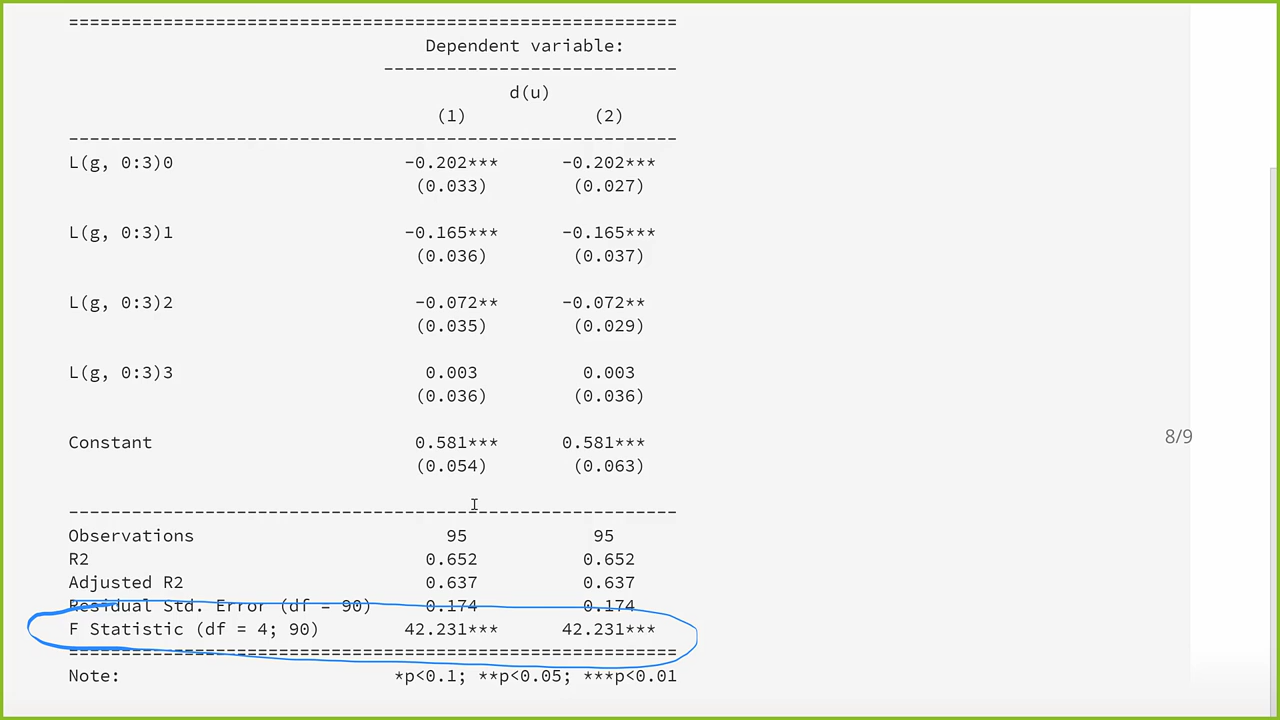 ==========================================================
Dependent variable:
----------------------------
d(u)
(1) (2)
----------------------------------------------------------
L(g, 0:3)0 -0.202*** -0.202***
(0.033) (0.027)
L(g, 0:3)1 -0.165*** -0.165***
(0.036) (0.037)
L(g, 0:3)2 -0.072** -0.072**
(0.035) (0.029)
L(g, 0:3)3 0.003 0.003
(0.036) (0.036)
Constant 0.581*** 0.581***
(0.054) (0.063)
----------------------------------------------------------
Observations 95 95
R2 0.652 0.652
Adjusted R2 0.637 0.637
Residual Std. Error (df = 90) 0.174 0.174
F Statistic (df = 4; 90) 42.231*** 42.231***
==========================================================
Note: *p<0.1; **p<0.05; ***p<0.01
8/9